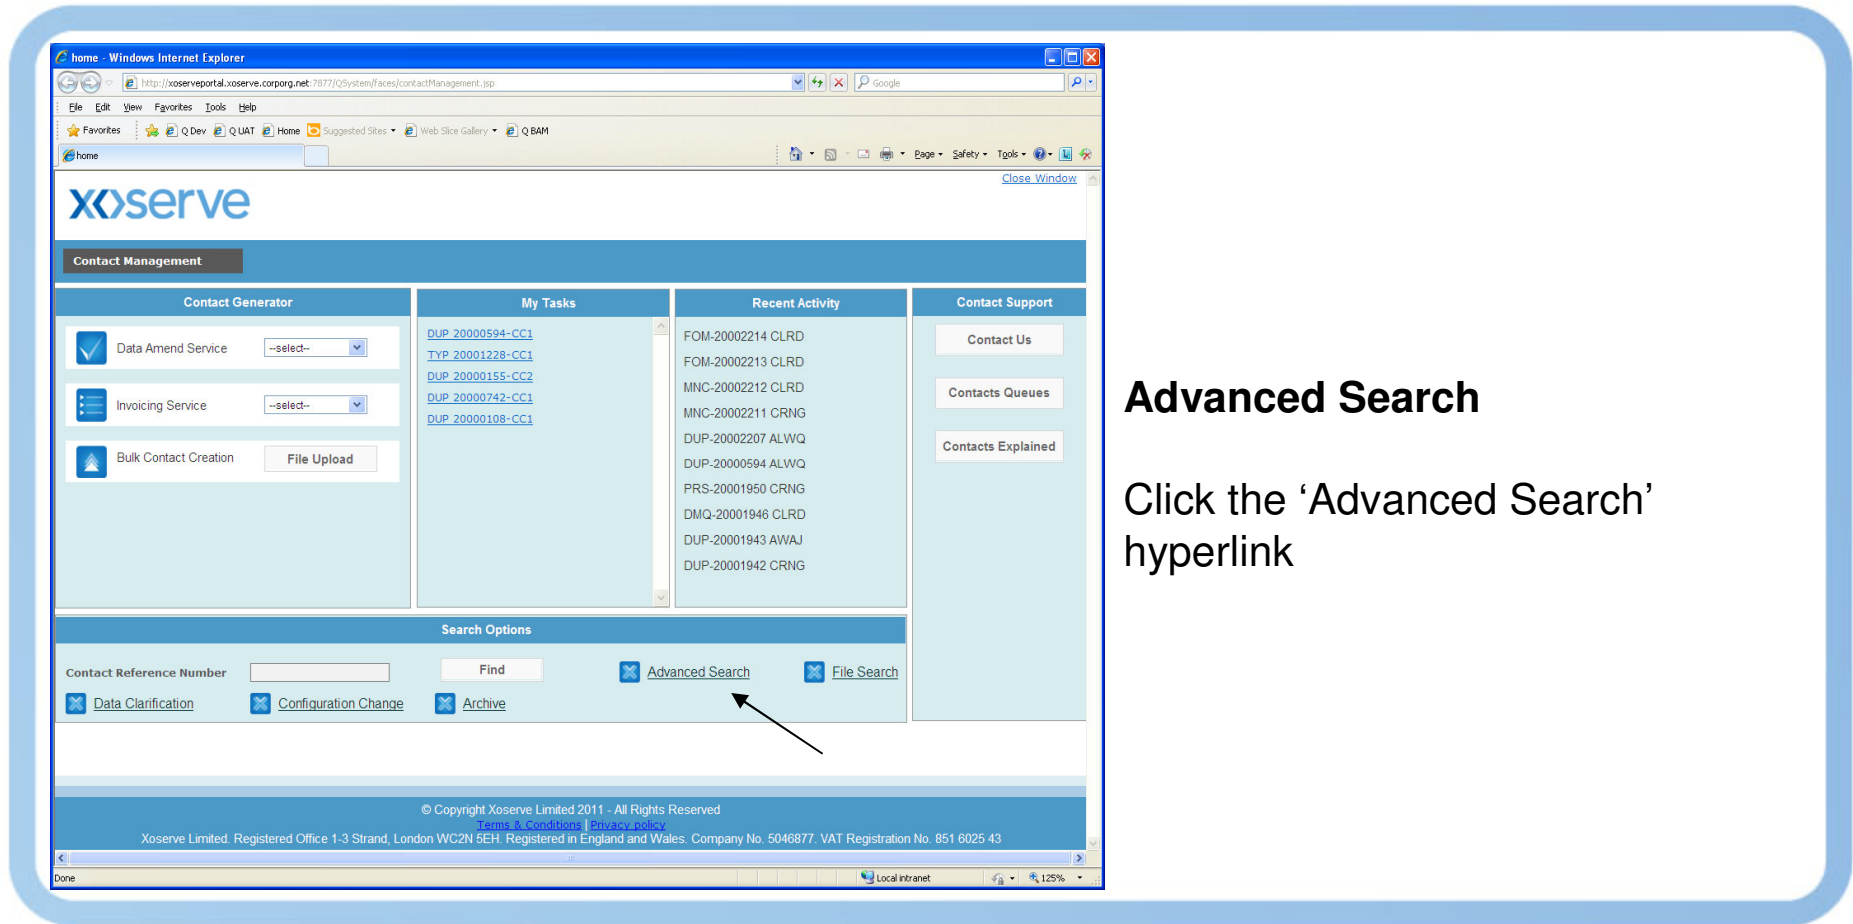 home - Windows Internet Explorer
http://xoserveportal.xoserve.corporg.net:7877/QSystem/faces/contactManagement.jsp
Google
File Edit View Favorites Tools Help
Favorites Q Dev Q UAT Home Suggested Sites Web Slice Gallery Q BAM
home
Page Safety Tools
Close Window
xoserve
Contact Management
Contact Generator
Data Amend Service --select--
Invoicing Service --select--
Bulk Contact Creation File Upload
My Tasks
DUP 20000594-CC1
TYP 20001228-CC1
DUP 20000155-CC2
DUP 20000742-CC1
DUP 20000108-CC1
Recent Activity
FOM-20002214 CLRD
FOM-20002213 CLRD
MNC-20002212 CLRD
MNC-20002211 CRNG
DUP-20002207 ALWQ
DUP-20000594 ALWQ
PRS-20001950 CRNG
DMQ-20001946 CLRD
DUP-20001943 AWAJ
DUP-20001942 CRNG
Contact Support
Contact Us
Contacts Queues
Contacts Explained
Search Options
Contact Reference Number Find Advanced Search File Search
Data Clarification Configuration Change Archive
© Copyright Xoserve Limited 2011 - All Rights Reserved
Terms & Conditions | Privacy policy
Xoserve Limited. Registered Office 1-3 Strand, London WC2N 5EH. Registered in England and Wales. Company No. 5046877. VAT Registration No. 851 6025 43
Done Local intranet 125%
Advanced Search
Click the ‘Advanced Search’
hyperlink